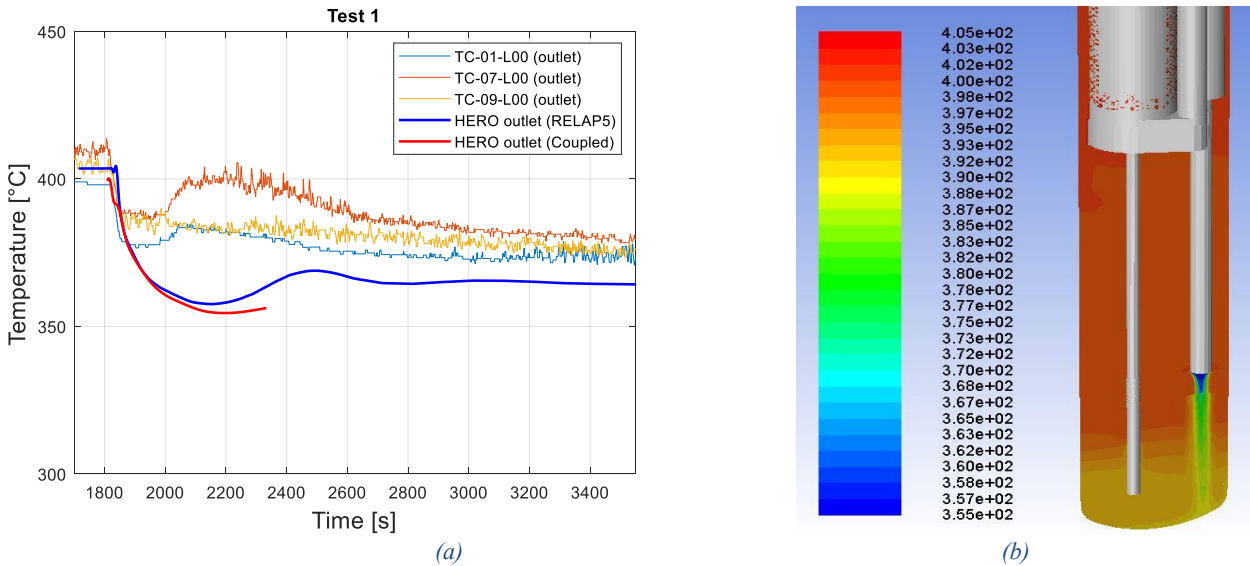 Test 1
450
400
350
300
Temperature [°C]
TC-01-L00 (outlet)
TC-07-L00 (outlet)
TC-09-L00 (outlet)
HERO outlet (RELAP5)
HERO outlet (Coupled)
1800 2000 2200 2400 2600 2800 3000 3200 3400
Time [s]
(a)
4.05e+02
4.03e+02
4.02e+02
4.00e+02
3.98e+02
3.97e+02
3.95e+02
3.93e+02
3.92e+02
3.90e+02
3.88e+02
3.87e+02
3.85e+02
3.83e+02
3.82e+02
3.80e+02
3.78e+02
3.77e+02
3.75e+02
3.73e+02
3.72e+02
3.70e+02
3.68e+02
3.67e+02
3.65e+02
3.63e+02
3.62e+02
3.60e+02
3.58e+02
3.57e+02
3.55e+02
(b)